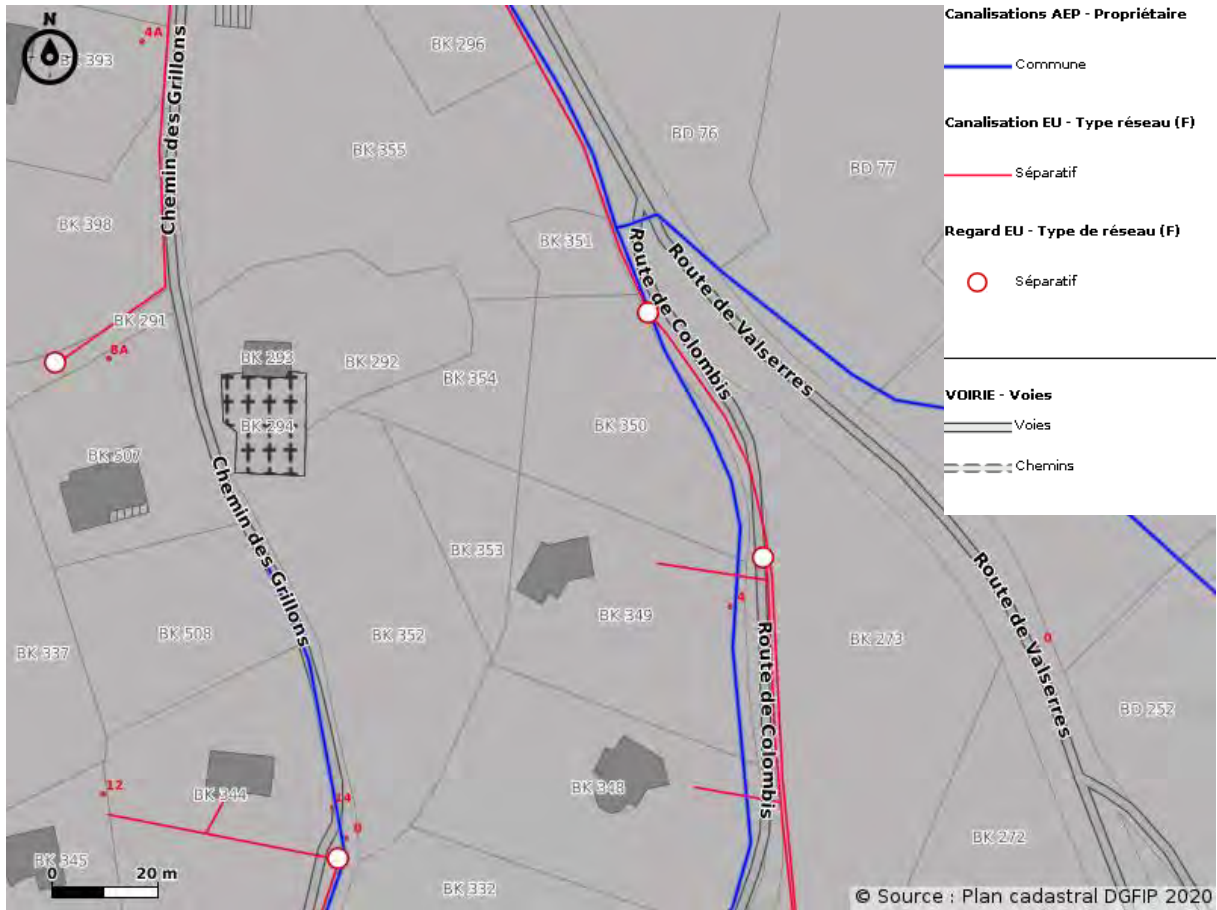 N
4A
BK 393
BK 296
Chemin des Grillons
BK 355
BD 76
BD 77
BK 398
BK 351
Route de Colombis
Route de Valserres
BK 291
8A
BK 293
BK 292
BK 354
BK 294
BK 350
BK 507
Chemin des Grillons
BK 353
4
BK 349
Route de Valserres
BK 508
BK 352
BK 337
Route de Colombis
BK 273
0
BD 252
BK 348
12
BK 344
14
0
BK 272
BK 345
BK 332
0 20 m
© Source : Plan cadastral DGFIP 2020
Canalisations AEP - Propriétaire
Commune
Canalisation EU - Type réseau (F)
Séparatif
Regard EU - Type de réseau (F)
Séparatif
VOIRIE - Voies
Voies
Chemins